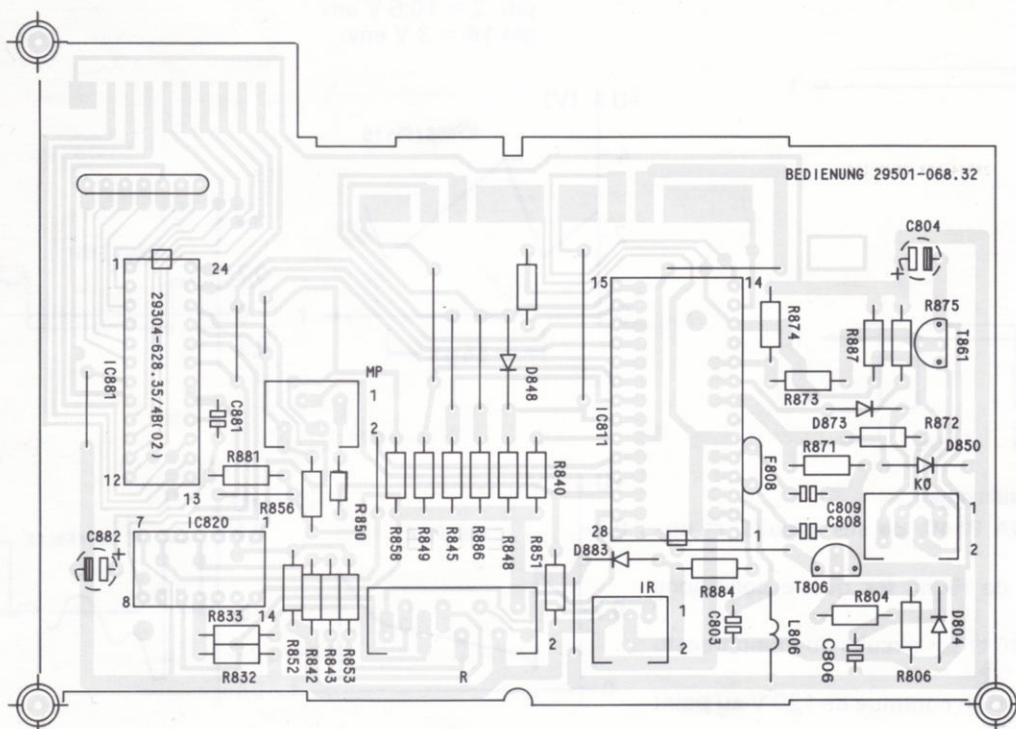 BEDIENUNG 29501-068.32
C804
+
1
24
15
14
R875
29304-628.35/4B(02)
R874
R887
T861
IC881
D848
MP
1
IC811
R873
C881
2
D873
R872
R881
R840
R871
D850
12
13
F808
KO
R856
R850
C809
1
7
IC820
1
C808
C882
+
R858
R849
R845
R886
R848
R851
28
1
D883
2
T806
8
IR
R884
R804
R833
14
1
C803
L806
D804
R852
R842
R843
R853
2
2
C806
R832
R
R806